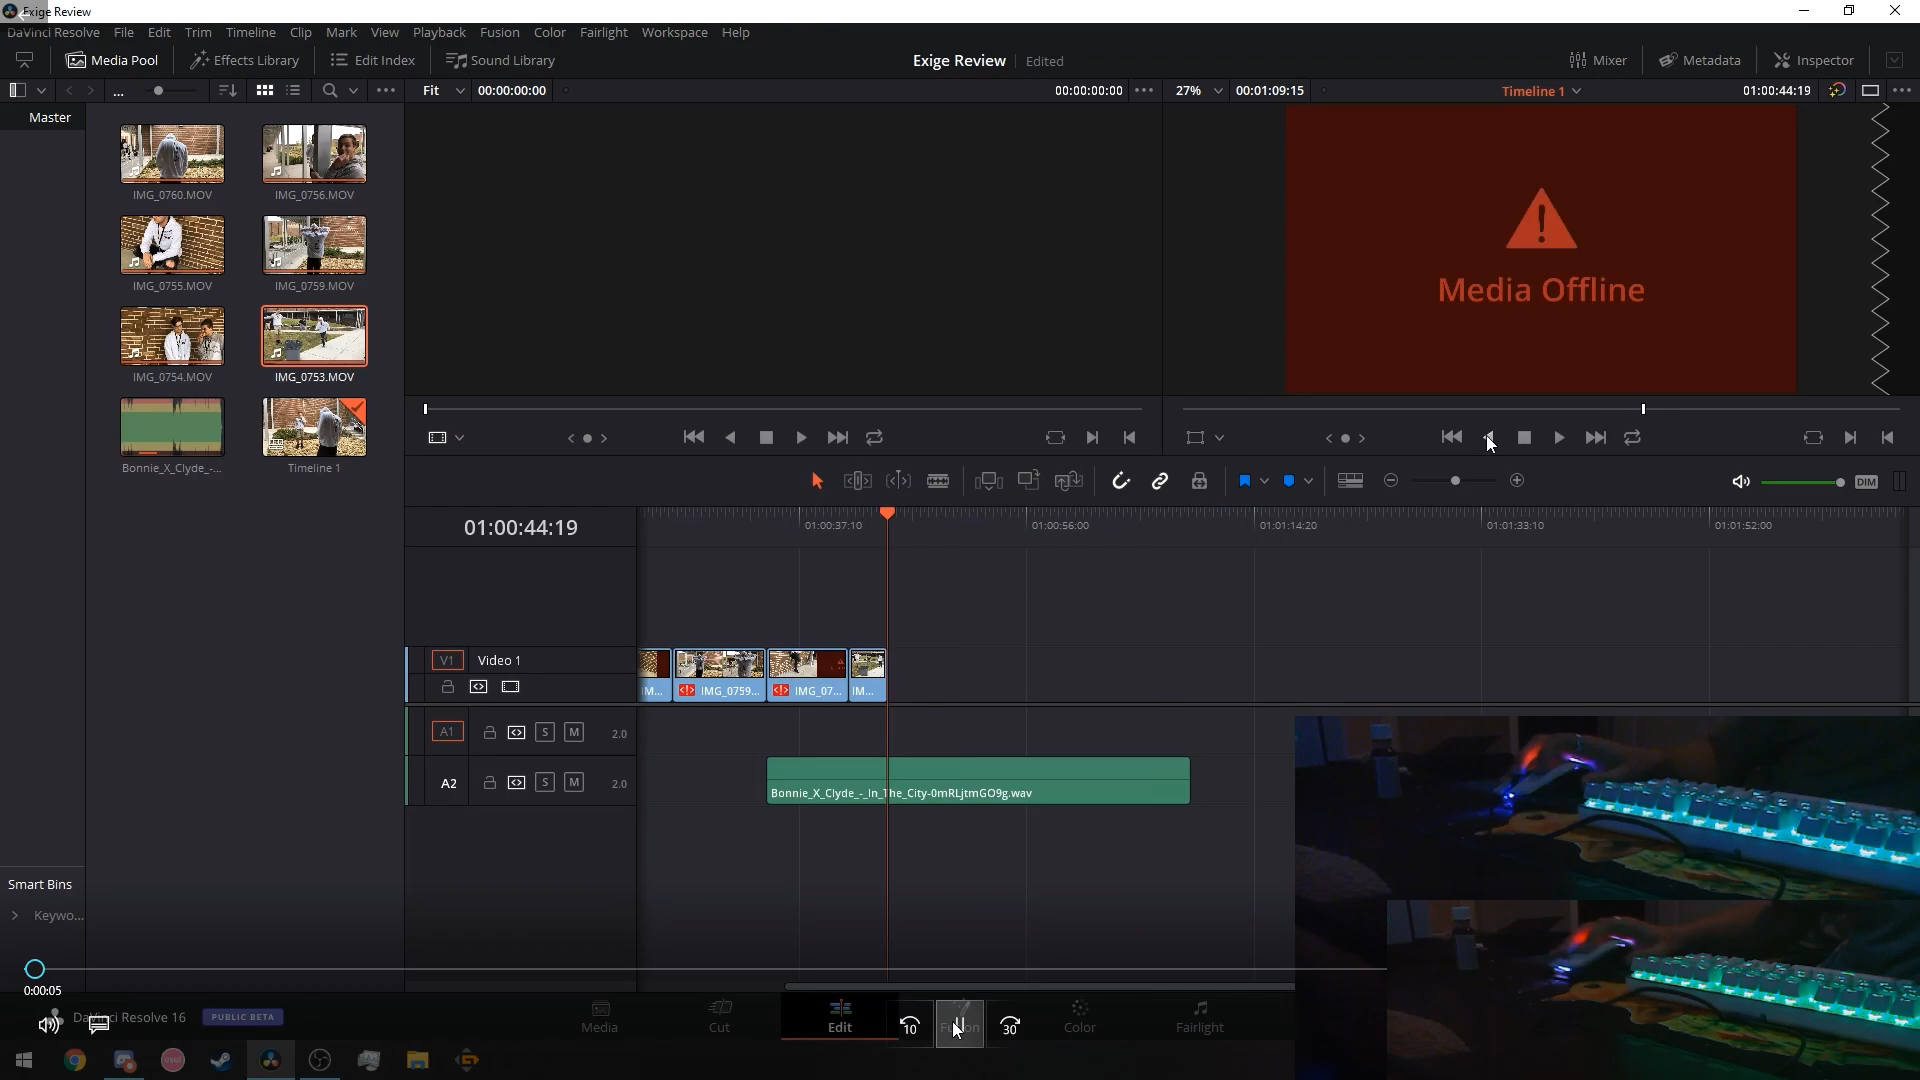 Exige Review
DaVinci Resolve File Edit Trim Timeline Clip Mark View Playback Fusion Color Fairlight Workspace Help
Media Pool Effects Library Edit Index Sound Library Exige Review Edited Mixer Metadata Inspector
... Fit 00:00:00:00 00:00:00:00 27% 00:01:09:15 Timeline 1 01:00:44:19
Master
IMG_0760.MOV IMG_0756.MOV
IMG_0755.MOV IMG_0759.MOV
IMG_0754.MOV IMG_0753.MOV
Bonnie_X_Clyde_-... Timeline 1
Media Offline
DIM
01:00:44:19 01:00:37:10 01:00:56:00 01:01:14:20 01:01:33:10 01:01:52:00
V1 Video 1
IM... IMG_0759... IMG_07... IM...
A1 S M 2.0
A2 S M 2.0
Bonnie_X_Clyde_-_In_The_City-0mRLjtmGO9g.wav
Smart Bins
Keywo...
0:00:05
DaVinci Resolve 16 PUBLIC BETA
Media Cut Edit Fusion Color Fairlight
10 30